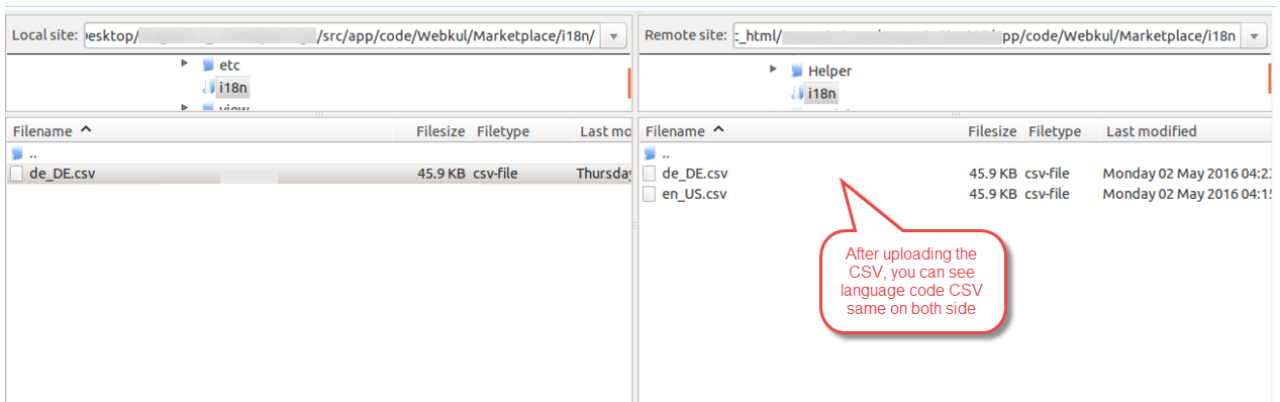 Local site: esktop/ /src/app/code/Webkul/Marketplace/i18n/
etc
i18n
view
Filename Filesize Filetype Last mo
..
de_DE.csv 45.9 KB csv-file Thursday
Remote site: c_html/ pp/code/Webkul/Marketplace/i18n
Helper
i18n
Filename Filesize Filetype Last modified
..
de_DE.csv 45.9 KB csv-file Monday 02 May 2016 04:2
en_US.csv 45.9 KB csv-file Monday 02 May 2016 04:1
After uploading the
CSV, you can see
language code CSV
same on both side